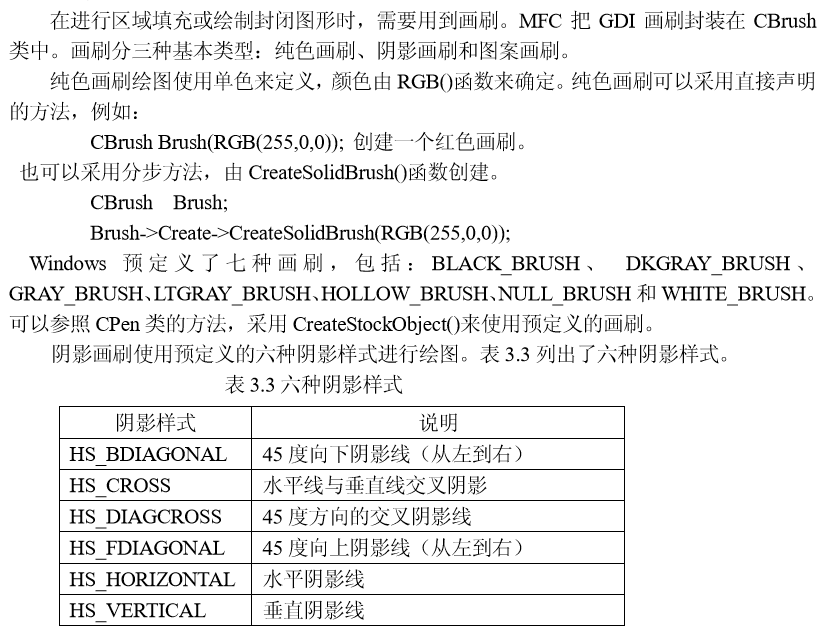 在进行区域填充或绘制封闭图形时，需要用到画刷。MFC 把 GDI 画刷封装在 CBrush
类中。画刷分三种基本类型：纯色画刷、阴影画刷和图案画刷。
纯色画刷绘图使用单色来定义，颜色由 RGB()函数来确定。纯色画刷可以采用直接声明
的方法，例如：
CBrush Brush(RGB(255,0,0)); 创建一个红色画刷。
也可以采用分步方法，由 CreateSolidBrush()函数创建。
CBrush Brush;
Brush->Create->CreateSolidBrush(RGB(255,0,0));
Windows 预定义了七种画刷，包括：BLACK_BRUSH、 DKGRAY_BRUSH、
GRAY_BRUSH、LTGRAY_BRUSH、HOLLOW_BRUSH、NULL_BRUSH 和 WHITE_BRUSH。
可以参照 CPen 类的方法，采用 CreateStockObject()来使用预定义的画刷。
阴影画刷使用预定义的六种阴影样式进行绘图。表 3.3 列出了六种阴影样式。
表 3.3 六种阴影样式
阴影样式 说明
HS_BDIAGONAL 45 度向下阴影线（从左到右）
HS_CROSS 水平线与垂直线交叉阴影
HS_DIAGCROSS 45 度方向的交叉阴影线
HS_FDIAGONAL 45 度向上阴影线（从左到右）
HS_HORIZONTAL 水平阴影线
HS_VERTICAL 垂直阴影线